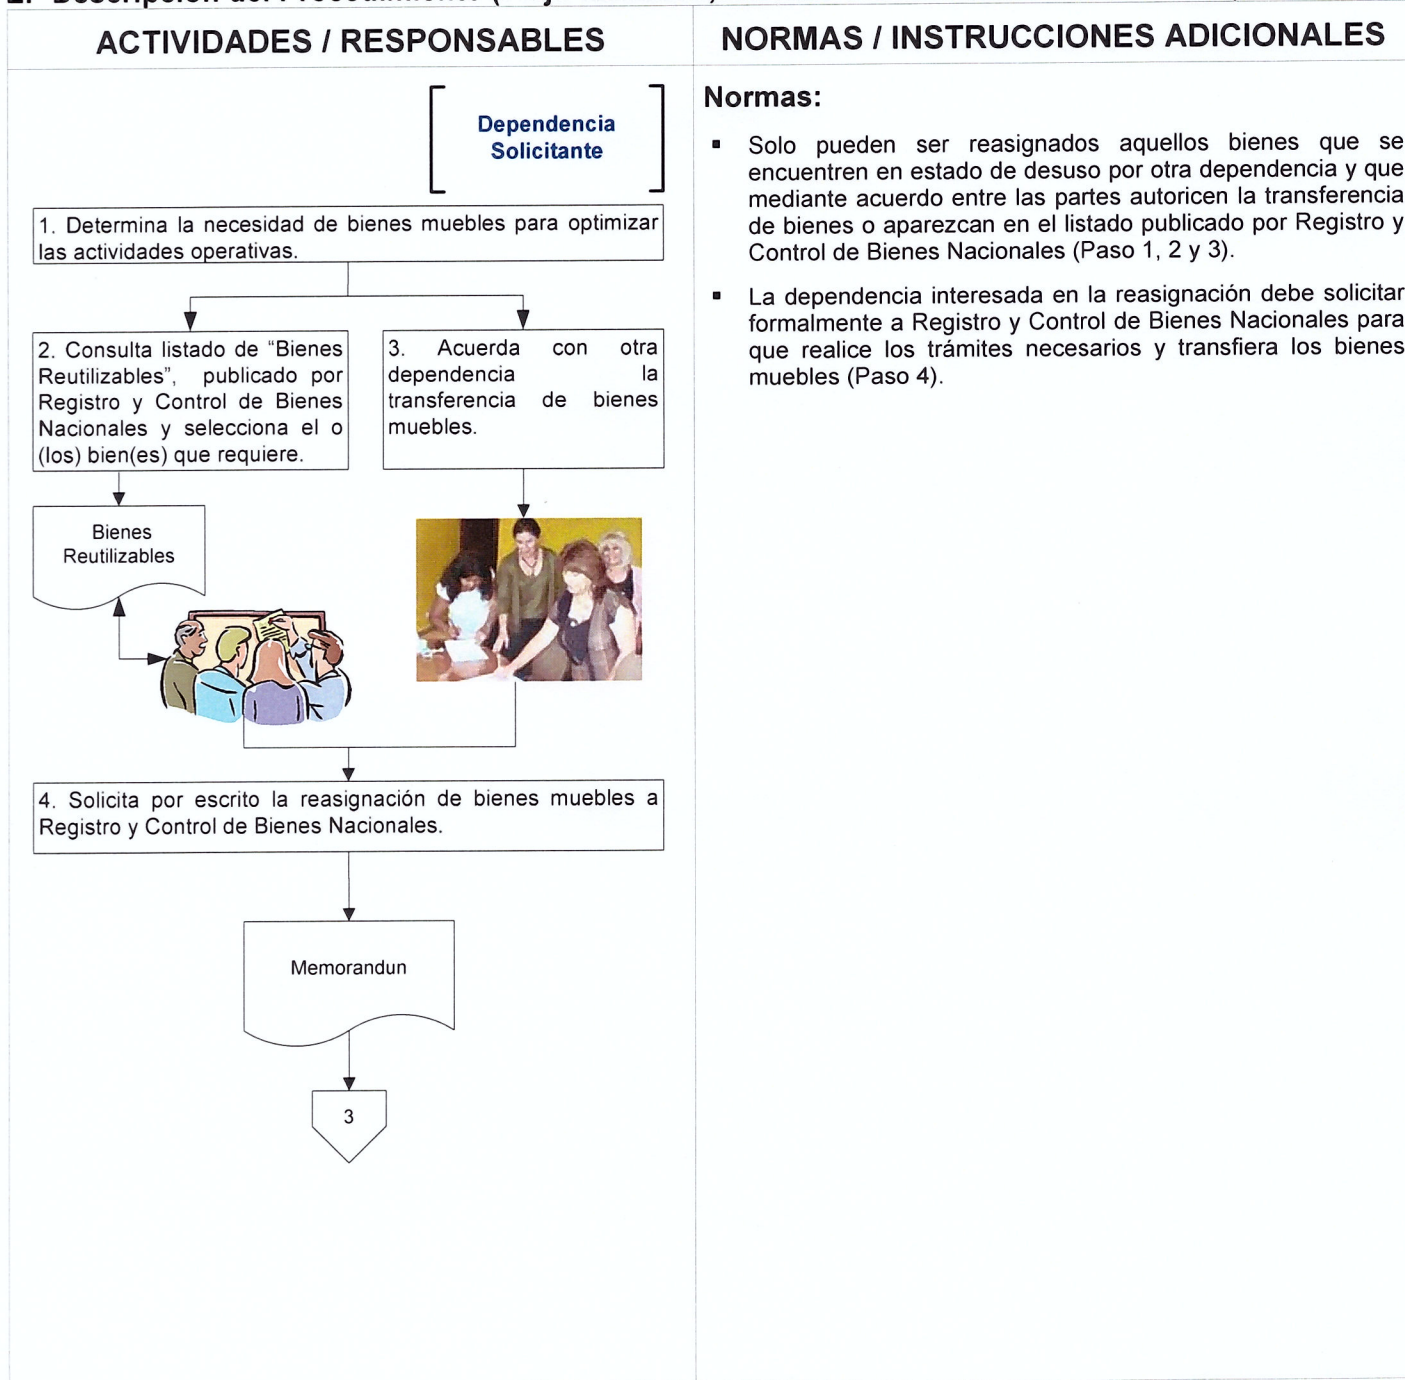 ACTIVIDADES / RESPONSABLES
NORMAS / INSTRUCCIONES ADICIONALES
Dependencia
Solicitante
1. Determina la necesidad de bienes muebles para optimizar
las actividades operativas.
2. Consulta listado de “Bienes
Reutilizables”, publicado por
Registro y Control de Bienes
Nacionales y selecciona el o
(los) bien(es) que requiere.
3. Acuerda con otra
dependencia la
transferencia de bienes
muebles.
Bienes
Reutilizables
4. Solicita por escrito la reasignación de bienes muebles a
Registro y Control de Bienes Nacionales.
Memorandun
3
Normas:
▪ Solo pueden ser reasignados aquellos bienes que se
encuentren en estado de desuso por otra dependencia y que
mediante acuerdo entre las partes autoricen la transferencia
de bienes o aparezcan en el listado publicado por Registro y
Control de Bienes Nacionales (Paso 1, 2 y 3).
▪ La dependencia interesada en la reasignación debe solicitar
formalmente a Registro y Control de Bienes Nacionales para
que realice los trámites necesarios y transfiera los bienes
muebles (Paso 4).